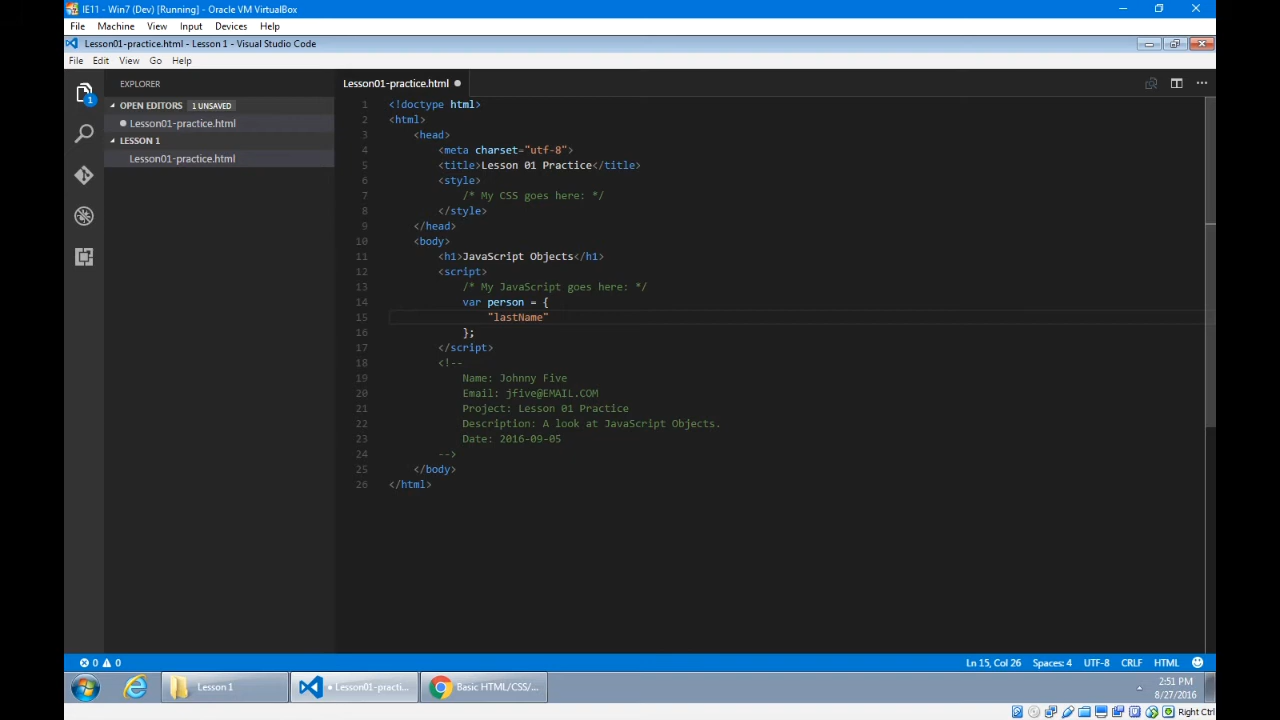 IE11 - Win7 (Dev) [Running] - Oracle VM VirtualBox
File Machine View Input Devices Help
Lesson01-practice.html - Lesson 1 - Visual Studio Code
File Edit View Go Help
EXPLORER
OPEN EDITORS 1 UNSAVED
Lesson01-practice.html
LESSON 1
Lesson01-practice.html
1
Lesson01-practice.html
1 <!doctype html>
2 <html>
3 <head>
4 <meta charset="utf-8">
5 <title>Lesson 01 Practice</title>
6 <style>
7 /* My CSS goes here: */
8 </style>
9 </head>
10 <body>
11 <h1>JavaScript Objects</h1>
12 <script>
13 /* My JavaScript goes here: */
14 var person = {
15 "lastName"
16 };
17 </script>
18 <!--
19 Name: Johnny Five
20 Email: jfive@EMAIL.COM
21 Project: Lesson 01 Practice
22 Description: A look at JavaScript Objects.
23 Date: 2016-09-05
24 -->
25 </body>
26 </html>
0 0
Ln 15, Col 26 Spaces: 4 UTF-8 CRLF HTML
Lesson 1
• Lesson01-practi...
Basic HTML/CSS/...
2:51 PM
8/27/2016
Right Ctrl